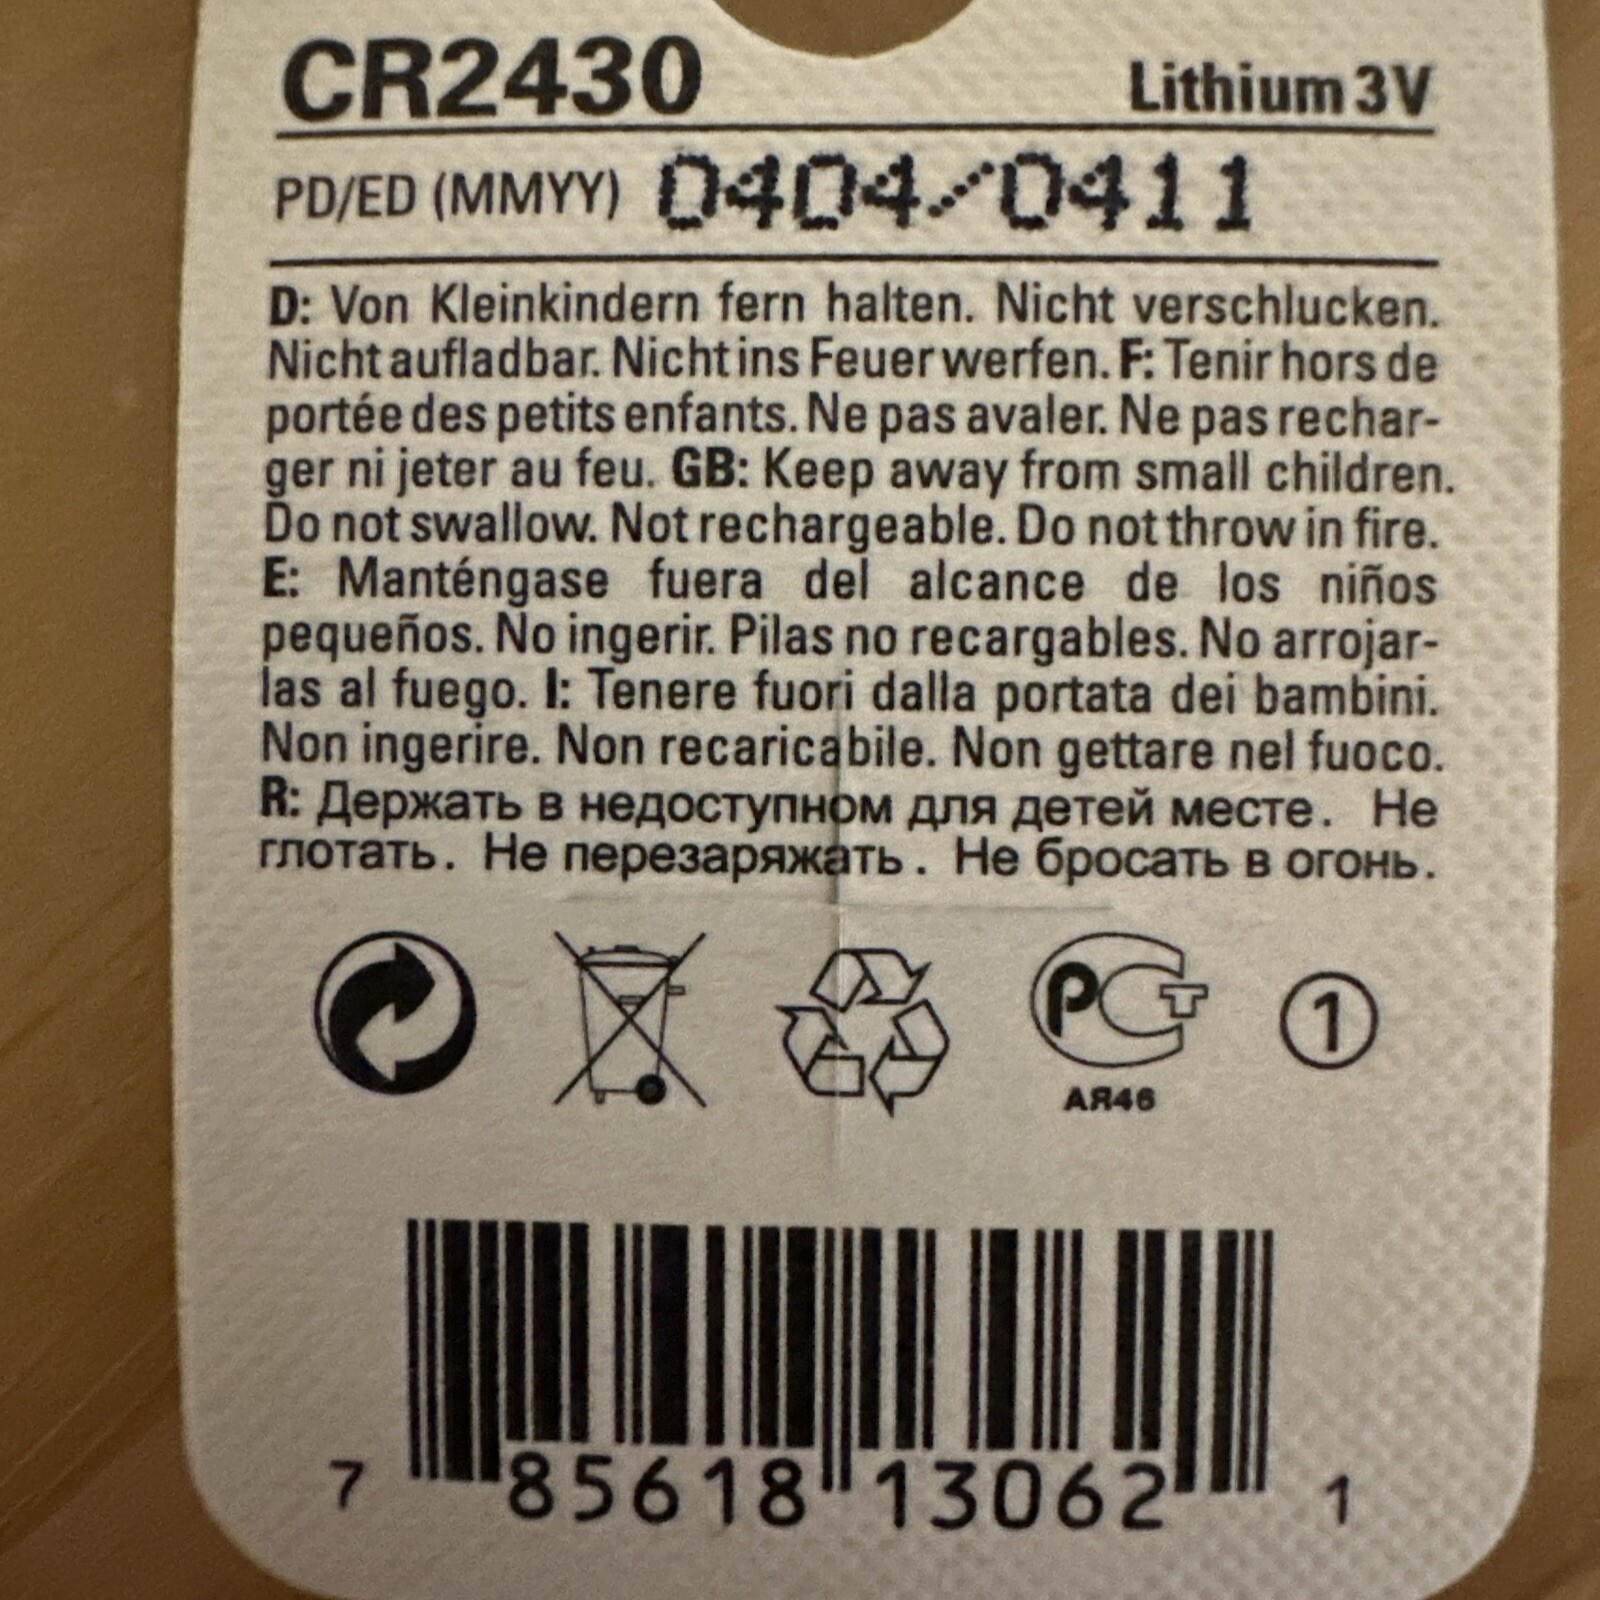 CR2430 Lithium 3V
PD/ED (MMYY) 0404/0411
D: Von Kleinkindern fern halten. Nicht verschlucken.
Nicht aufladbar. Nicht ins Feuer werfen. F: Tenir hors de
portée des petits enfants. Ne pas avaler. Ne pas rechar-
ger ni jeter au feu. GB: Keep away from small children.
Do not swallow. Not rechargeable. Do not throw in fire.
E: Manténgase fuera del alcance de los niños
pequeños. No ingerir. Pilas no recargables. No arrojar-
las al fuego. I: Tenere fuori dalla portata dei bambini.
Non ingerire. Non recaricabile. Non gettare nel fuoco.
R: Держать в недоступном для детей месте. Не
глотать. Не перезаряжать. Не бросать в огонь.
РСТ 1
АЯ46
7 85618 13062 1